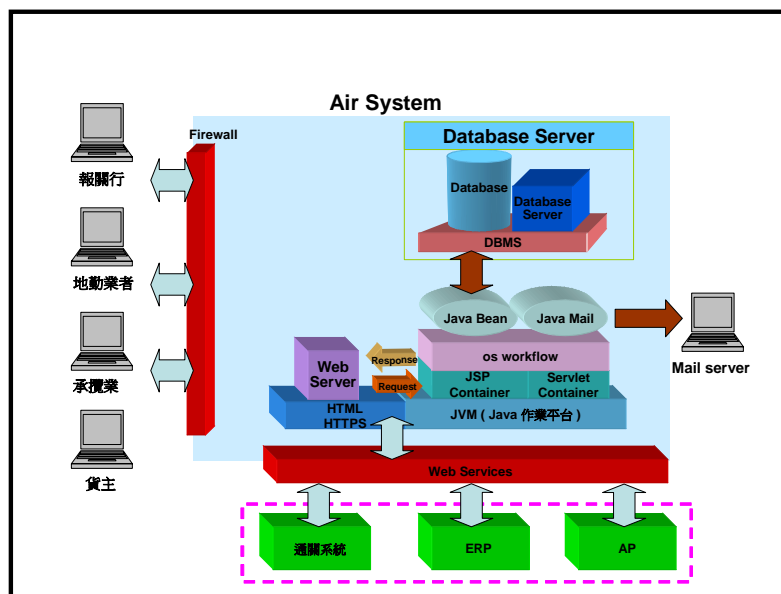 Air System
Firewall
報關行
地勤業者
承攬業
貨主
Database Server
Database
Database
Server
DBMS
Java Bean
Java Mail
Mail server
os workflow
Web
Server
Response
Request
JSP
Container
Servlet
Container
HTML
HTTPS
JVM ( Java 作業平台 )
Web Services
通關系統
ERP
AP